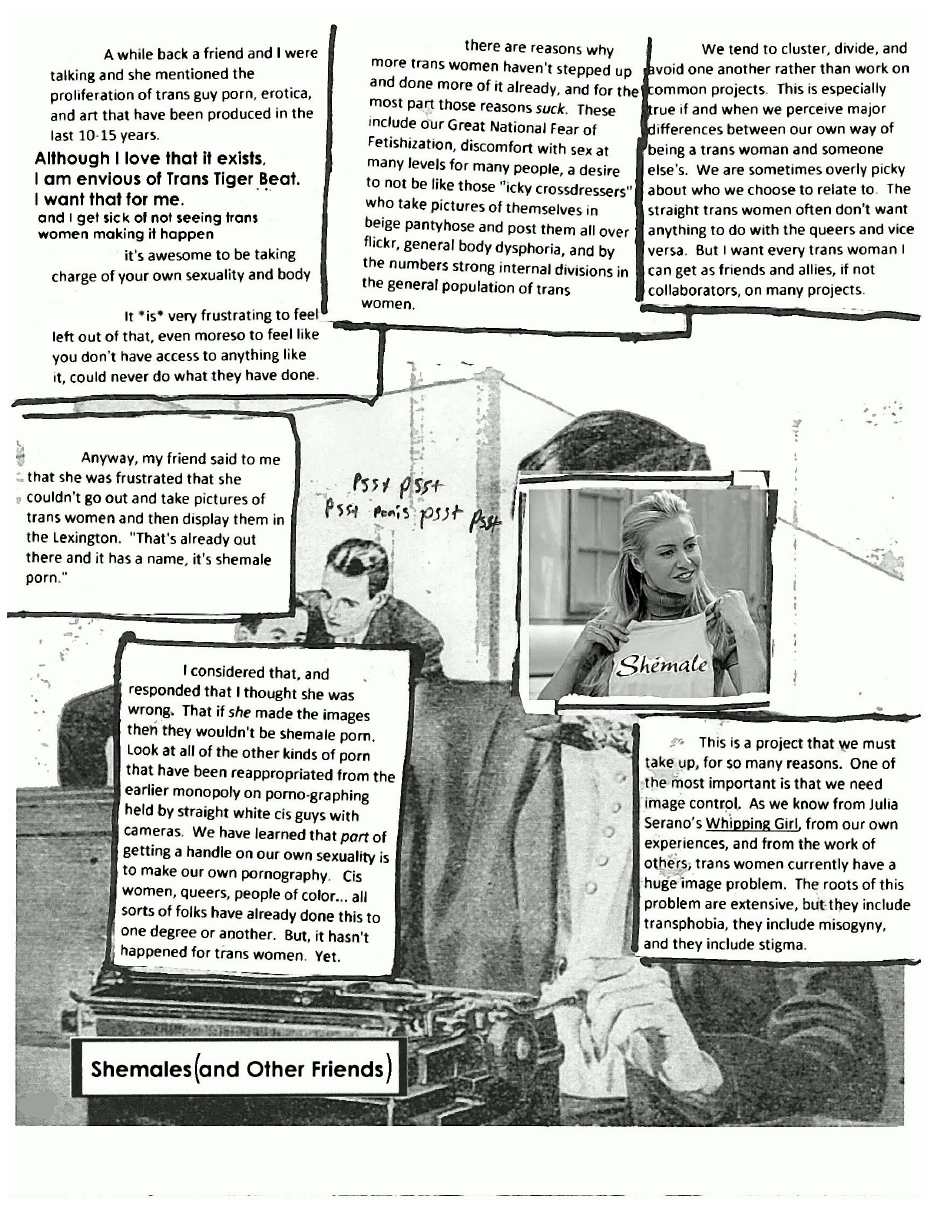 A while back a friend and I were
talking and she mentioned the
proliferation of trans guy porn, erotica,
and art that have been produced in the
last 10-15 years.
Although I love that it exists,
I am envious of Trans Tiger Beat.
I want that for me.
and I get sick of not seeing trans
women making it happen
it's awesome to be taking
charge of your own sexuality and body
It *is* very frustrating to feel
left out of that, even moreso to feel like
you don't have access to anything like
it, could never do what they have done.
there are reasons why
more trans women haven't stepped up
and done more of it already, and for the
most part those reasons suck. These
include our Great National Fear of
Fetishization, discomfort with sex at
many levels for many people, a desire
to not be like those "icky crossdressers"
who take pictures of themselves in
beige pantyhose and post them all over
flickr, general body dysphoria, and by
the numbers strong internal divisions in
the general population of trans
women.
We tend to cluster, divide, and
avoid one another rather than work on
common projects. This is especially
true if and when we perceive major
differences between our own way of
being a trans woman and someone
else's. We are sometimes overly picky
about who we choose to relate to. The
straight trans women often don't want
anything to do with the queers and vice
versa. But I want every trans woman I
can get as friends and allies, if not
collaborators, on many projects.
Anyway, my friend said to me
that she was frustrated that she
couldn't go out and take pictures of
trans women and then display them in
the Lexington. "That's already out
there and it has a name, it's shemale
porn."
Psst psst
Psst penis psst psst
Shémale
I considered that, and
responded that I thought she was
wrong. That if she made the images
then they wouldn't be shemale porn.
Look at all of the other kinds of porn
that have been reappropriated from the
earlier monopoly on porno-graphing
held by straight white cis guys with
cameras. We have learned that part of
getting a handle on our own sexuality is
to make our own pornography. Cis
women, queers, people of color... all
sorts of folks have already done this to
one degree or another. But, it hasn't
happened for trans women. Yet.
This is a project that we must
take up, for so many reasons. One of
the most important is that we need
image control. As we know from Julia
Serano's Whipping Girl, from our own
experiences, and from the work of
others, trans women currently have a
huge image problem. The roots of this
problem are extensive, but they include
transphobia, they include misogyny,
and they include stigma.
Shemales (and Other Friends)